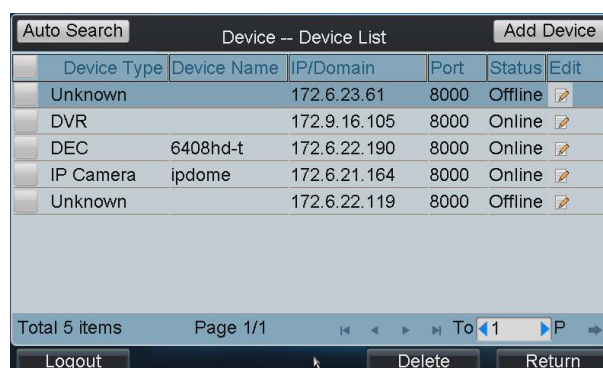 Auto Search Device -- Device List Add Device
Device Type Device Name IP/Domain Port Status Edit
Unknown 172.6.23.61 8000 Offline
DVR 172.9.16.105 8000 Online
DEC 6408hd-t 172.6.22.190 8000 Online
IP Camera ipdome 172.6.21.164 8000 Online
Unknown 172.6.22.119 8000 Offline
Total 5 items Page 1/1 To 1 P
Logout Delete Return